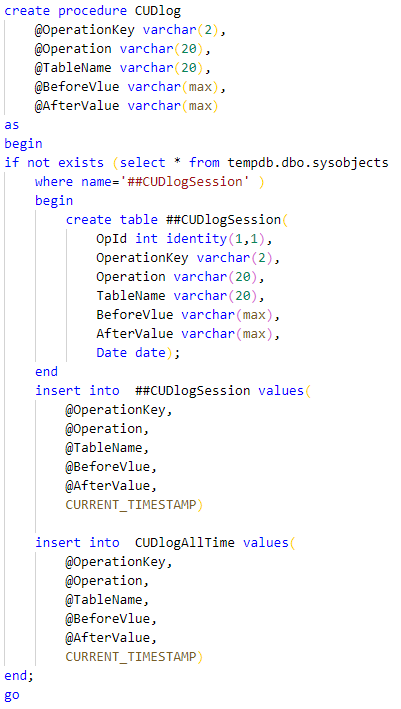 create procedure CUDlog
    @OperationKey varchar(2),
    @Operation varchar(20),
    @TableName varchar(20),
    @BeforeVlue varchar(max),
    @AfterValue varchar(max)
as
begin
if not exists (select * from tempdb.dbo.sysobjects
    where name='##CUDlogSession' )
    begin
        create table ##CUDlogSession(
            OpId int identity(1,1),
            OperationKey varchar(2),
            Operation varchar(20),
            TableName varchar(20),
            BeforeVlue varchar(max),
            AfterValue varchar(max),
            Date date);
    end
    insert into  ##CUDlogSession values(
        @OperationKey,
        @Operation,
        @TableName,
        @BeforeVlue,
        @AfterValue,
        CURRENT_TIMESTAMP)

    insert into  CUDlogAllTime values(
        @OperationKey,
        @Operation,
        @TableName,
        @BeforeVlue,
        @AfterValue,
        CURRENT_TIMESTAMP)
end;
go